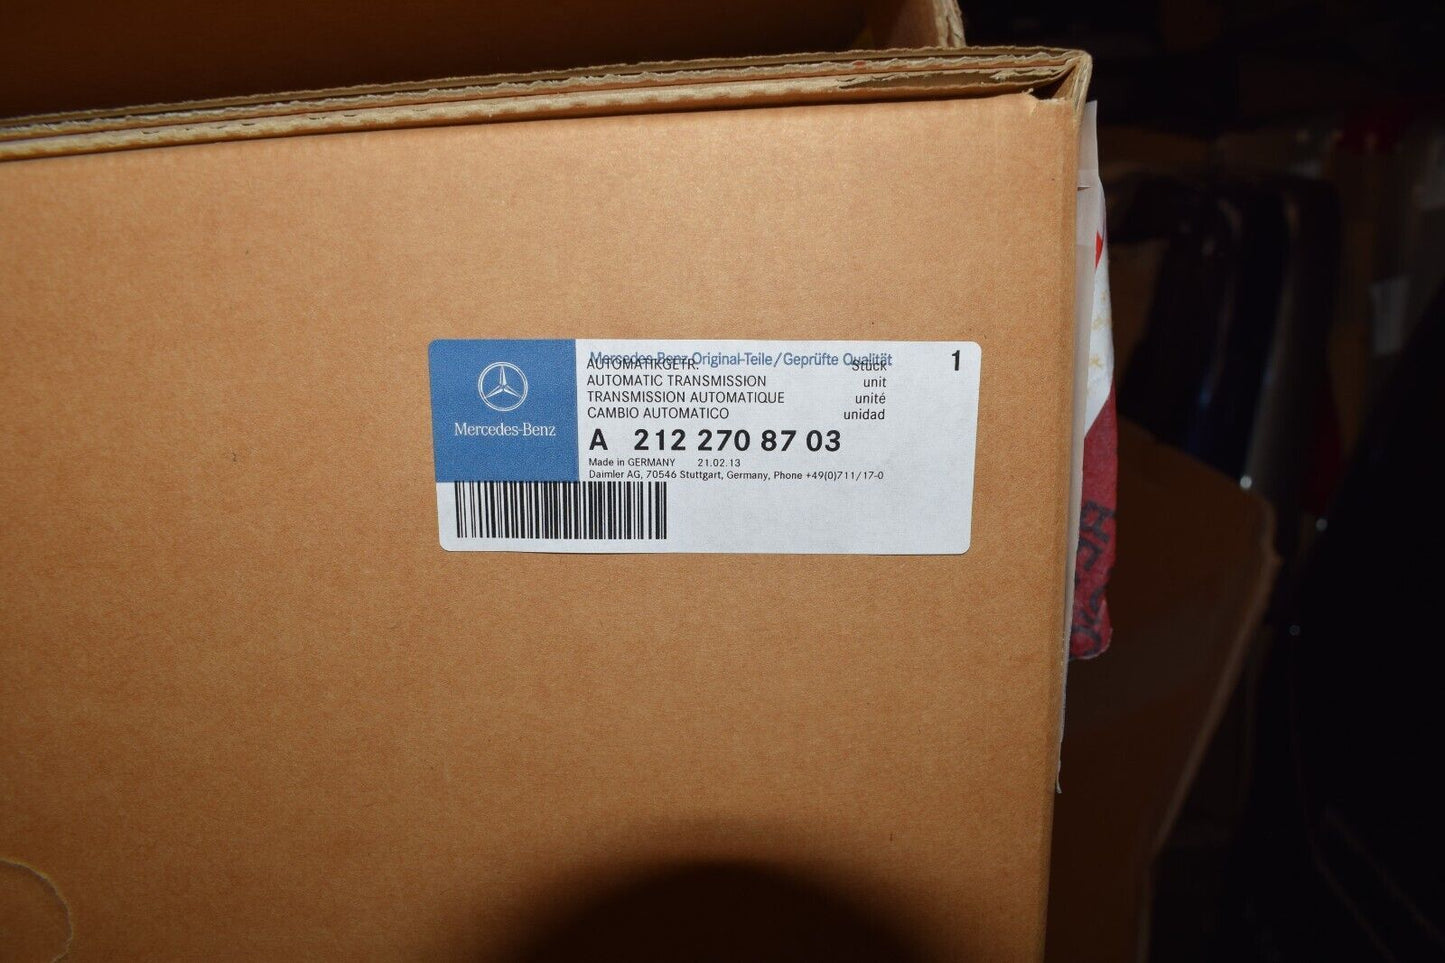 Mercedes-Benz Original-Teile/Geprüfte Qualität 1
AUTOMATIKGETR. Stück
AUTOMATIC TRANSMISSION unit
TRANSMISSION AUTOMATIQUE unité
CAMBIO AUTOMATICO unidad
Mercedes-Benz
A 212 270 87 03
Made in GERMANY 21.02.13
Daimler AG, 70546 Stuttgart, Germany, Phone +49(0)711/17-0